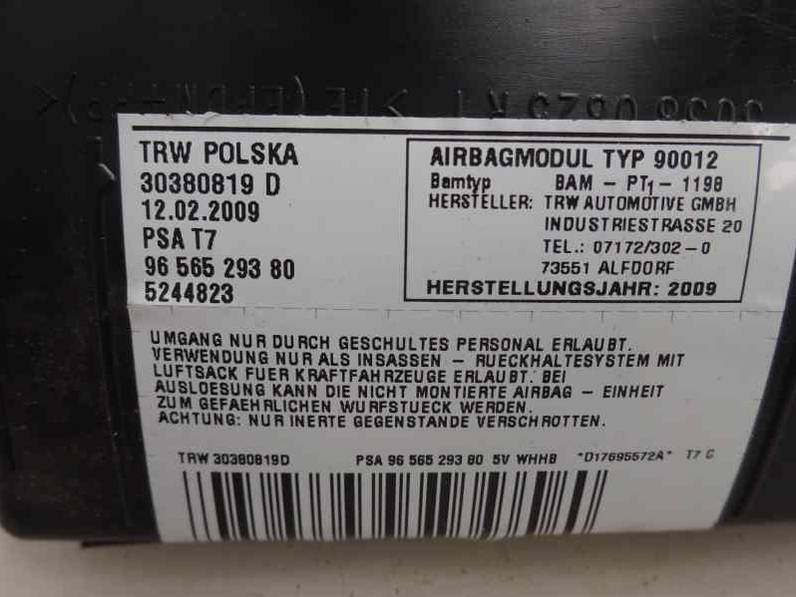 TRW POLSKA
30380819 D
12.02.2009
PSA T7
96 565 293 80
5244823
AIRBAGMODUL TYP 90012
Bamtyp BAM – PT1 – 1198
HERSTELLER: TRW AUTOMOTIVE GMBH
INDUSTRIESTRASSE 20
TEL.: 07172/302–0
73551 ALFDORF
HERSTELLUNGSJAHR: 2009
UMGANG NUR DURCH GESCHULTES PERSONAL ERLAUBT.
VERWENDUNG NUR ALS INSASSEN – RUECKHALTESYSTEM MIT
LUFTSACK FUER KRAFTFAHRZEUGE ERLAUBT. BEI
AUSLOESUNG KANN DIE NICHT MONTIERTE AIRBAG – EINHEIT
ZUM GEFAEHRLICHEN WURFSTUECK WERDEN.
ACHTUNG: NUR INERTE GEGENSTANDE VERSCHROTTEN.
TRW 30380819D PSA 96 565 293 80 5V WHHB *D17695572A* T7 C